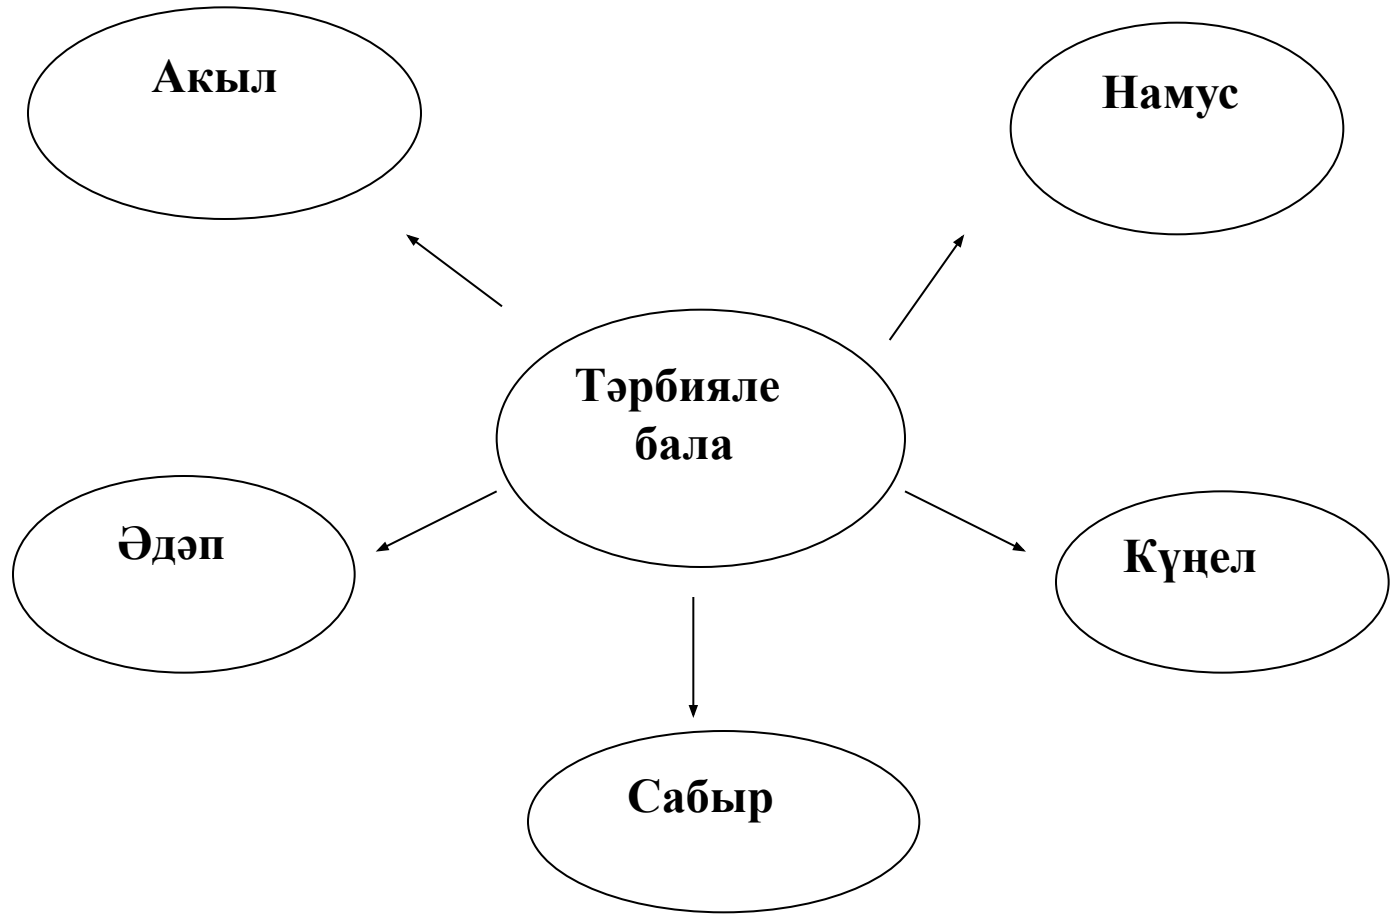 Акыл
Намус
Тәрбияле
бала
Әдәп
Күңел
Сабыр